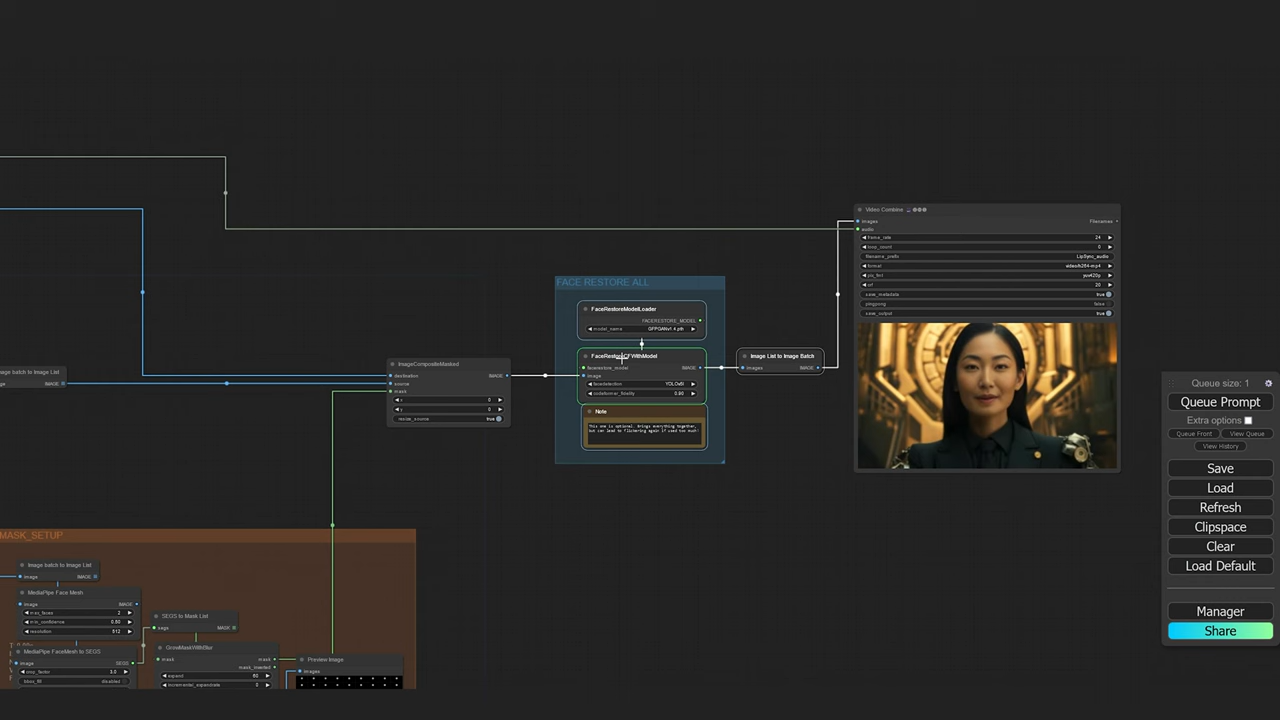 Video Combine
images
Filenames
audio
frame_rate 24
loop_count 0
filename_prefix LipSync_audio
format video/h264-mp4
pix_fmt yuv420p
crf 20
save_metadata true
pingpong false
save_output true
FACE RESTORE ALL
FaceRestoreModelLoader
FACERESTORE_MODEL
model_name GFPGANv1.4.pth
FaceRestoreCFWithModel
facerestore_model IMAGE
image
facedetection YOLOv5l
codeformer_fidelity 0.90
Note
This one is optional. Brings everything together,
but can lead to flickering again if used too much!
Image List to Image Batch
images IMAGE
ImageCompositeMasked
destination IMAGE
source
mask
x 0
y 0
resize_source true
batch to Image List
IMAGE
Queue size: 1
Queue Prompt
Extra options
Queue Front View Queue
View History
Save
Load
Refresh
Clipspace
Clear
Load Default
Manager
Share
MASK_SETUP
Image batch to Image List
image IMAGE
MediaPipe Face Mesh
image IMAGE
max_faces 2
min_confidence 0.50
resolution 512
MediaPipe FaceMesh to SEGS
image SEGS
crop_factor 3.0
bbox_fill disabled
SEGS to Mask List
segs MASK
GrowMaskWithBlur
mask mask
mask_inverted
expand 60
incremental_expandrate 0
Preview Image
images